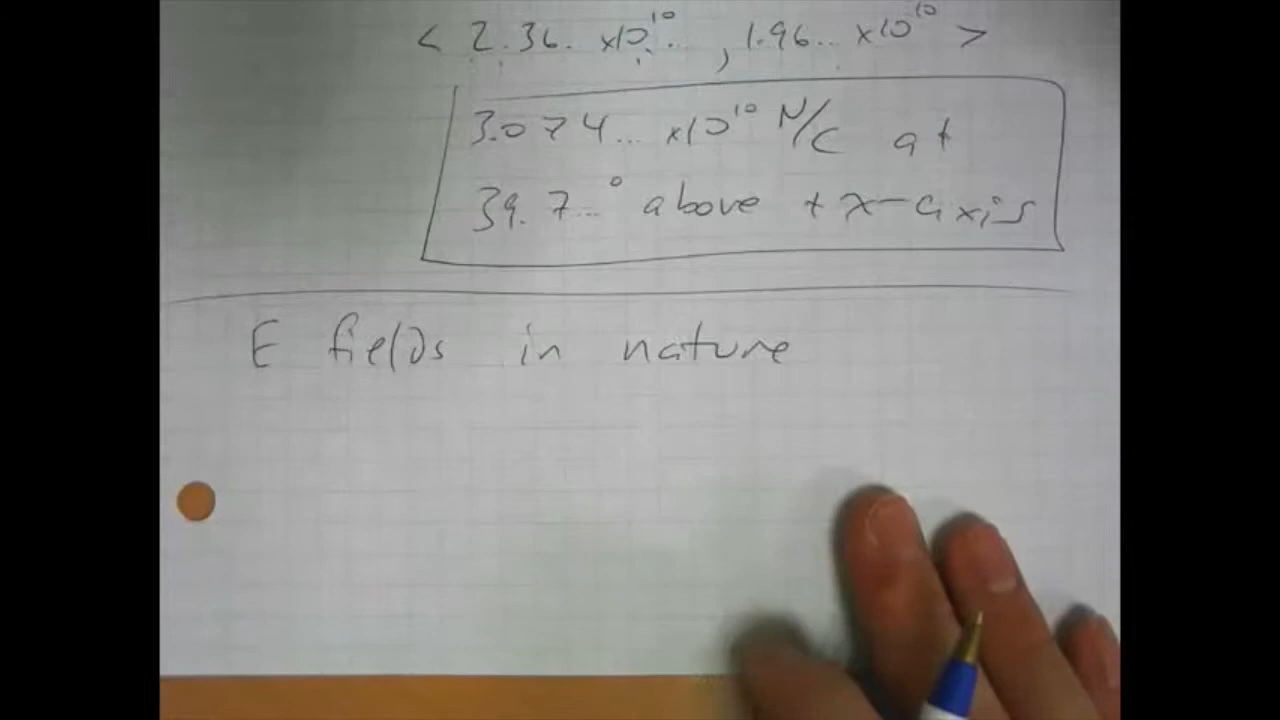 < 2.36. x10^10.. , 1.96... x10^10 >
3.074... x10^10 N/C at
39.7...° above + x-axis
E fields in nature